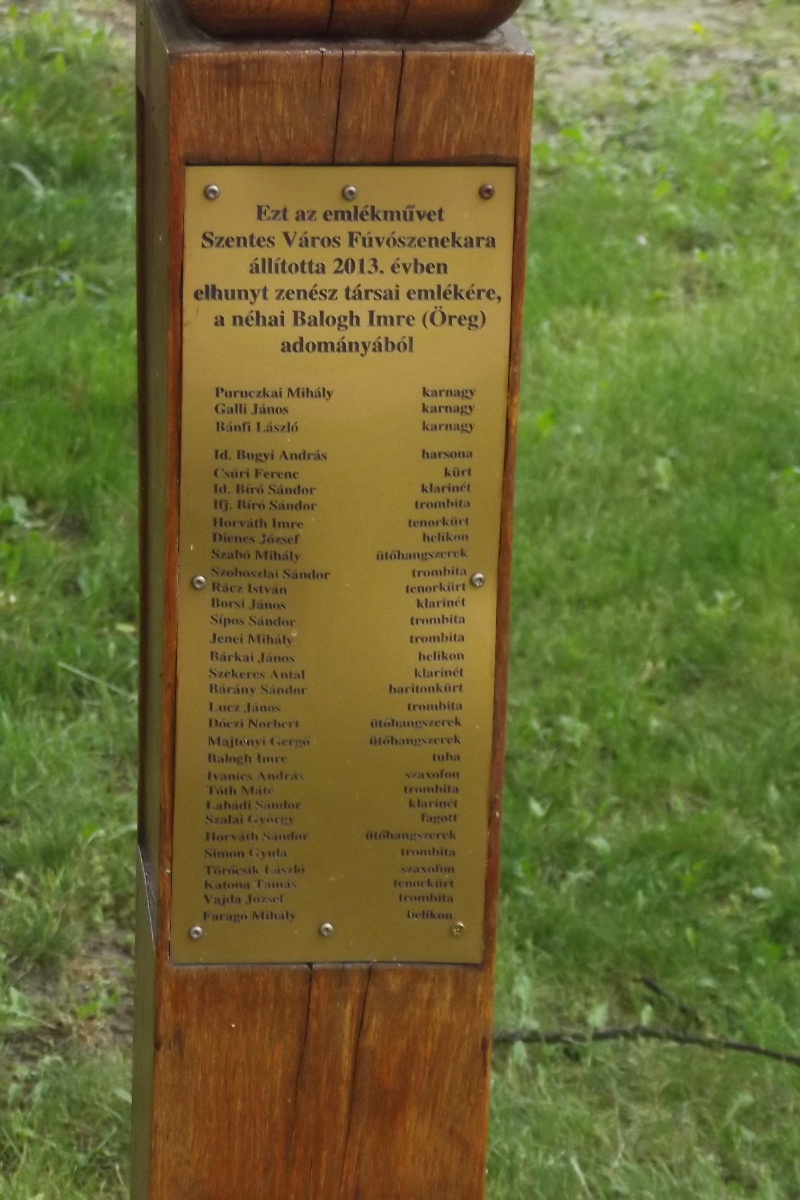 Ezt az emlékművet
Szentes Város Fúvószenekara
állította 2013. évben
elhunyt zenész társai emlékére,
a néhai Balogh Imre (Öreg)
adományából
Puruczkai Mihály karnagy
Galli János karnagy
Bánfi László karnagy
Id. Bugyi András harsona
Csúri Ferenc kürt
Id. Bíró Sándor klarinét
Ifj. Bíró Sándor trombita
Horváth Imre tenorkürt
Dienes József helikon
Szabó Mihály ütőhangszerek
Szoboszlai Sándor trombita
Rácz István tenorkürt
Borsi János klarinét
Sipos Sándor trombita
Jenei Mihály trombita
Bárkai János helikon
Szekeres Antal klarinét
Bárány Sándor baritonkürt
Lucz János trombita
Dóczi Norbert ütőhangszerek
Majtényi Gergő ütőhangszerek
Balogh Imre tuba
Ivanics András szaxofon
Tóth Máté trombita
Labádi Sándor klarinét
Szalai György fagott
Horváth Sándor ütőhangszerek
Simon Gyula trombita
Törőcsik László szaxofon
Katona Tamás tenorkürt
Vajda József trombita
Faragó Mihály helikon